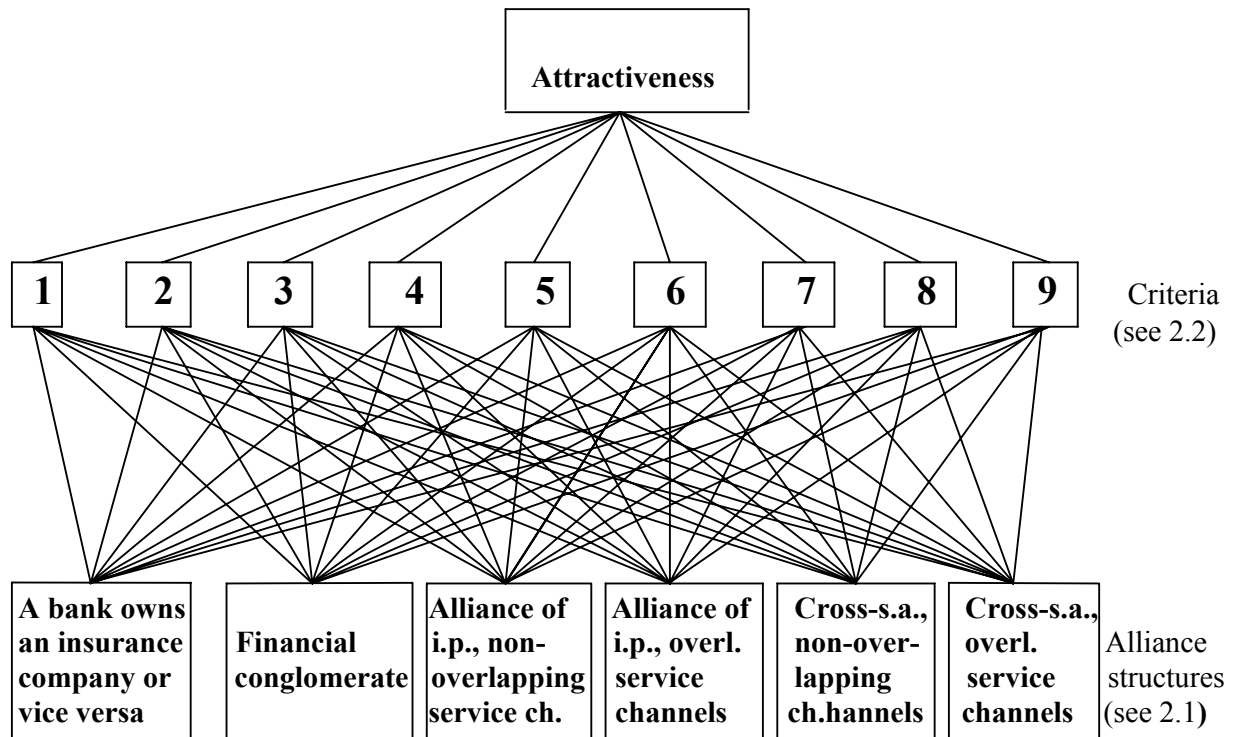 Attractiveness
1 2 3 4 5 6 7 8 9
Criteria
(see 2.2)
A bank owns
an insurance
company or
vice versa
Financial
conglomerate
Alliance of
i.p., non-
overlapping
service ch.
Alliance of
i.p., overl.
service
channels
Cross-s.a.,
non-over-
lapping
ch.hannels
Cross-s.a.,
overl.
service
channels
Alliance
structures
(see 2.1)